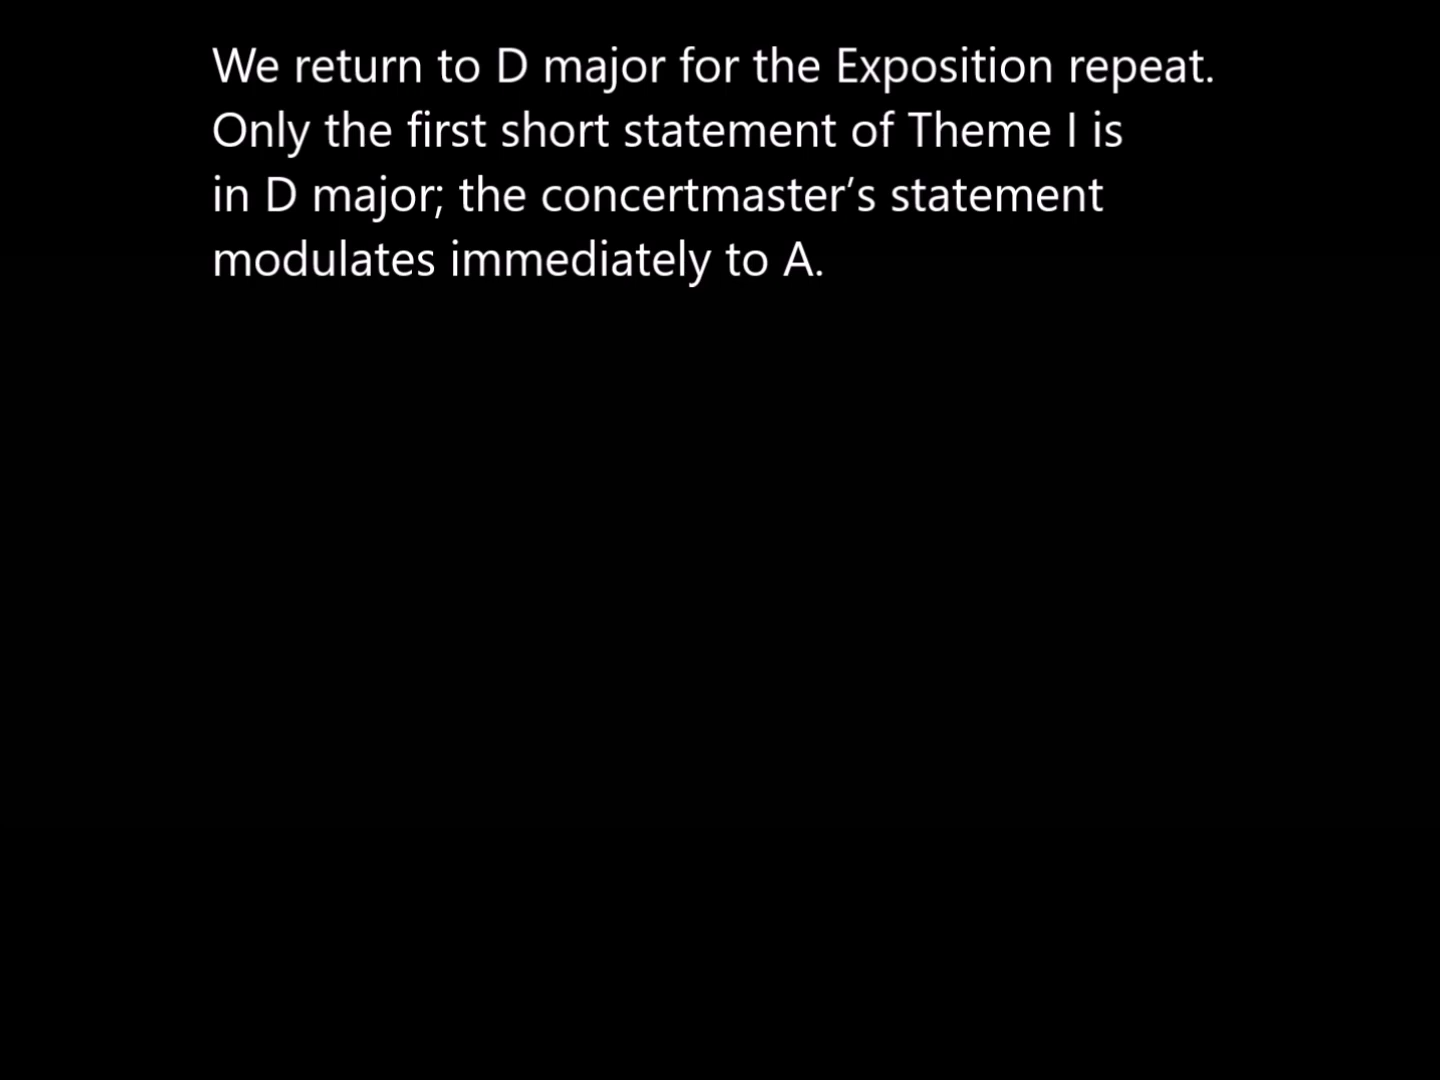 We return to D major for the Exposition repeat.
Only the first short statement of Theme I is
in D major; the concertmaster’s statement
modulates immediately to A.